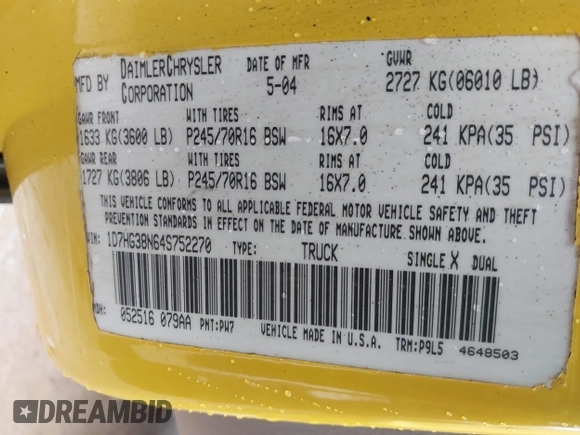 MFD BY DAIMLERCHRYSLER CORPORATION DATE OF MFR 5-04 GVWR 2727 KG(06010 LB)
GAWR FRONT WITH TIRES RIMS AT COLD
1633 KG(3600 LB) P245/70R16 BSW 16X7.0 241 KPA(35 PSI)
GAWR REAR WITH TIRES RIMS AT COLD
1727 KG(3806 LB) P245/70R16 BSW 16X7.0 241 KPA(35 PSI)
THIS VEHICLE CONFORMS TO ALL APPLICABLE FEDERAL MOTOR VEHICLE SAFETY AND THEFT
PREVENTION STANDARDS IN EFFECT ON THE DATE OF MANUFACTURE SHOWN ABOVE.
VIN: 1D7HG38N64S752270 TYPE: TRUCK SINGLE X DUAL
MDH: 052516 079AA PNT:PW7 VEHICLE MADE IN U.S.A. TRM:P9L5 4648503
DREAMBID